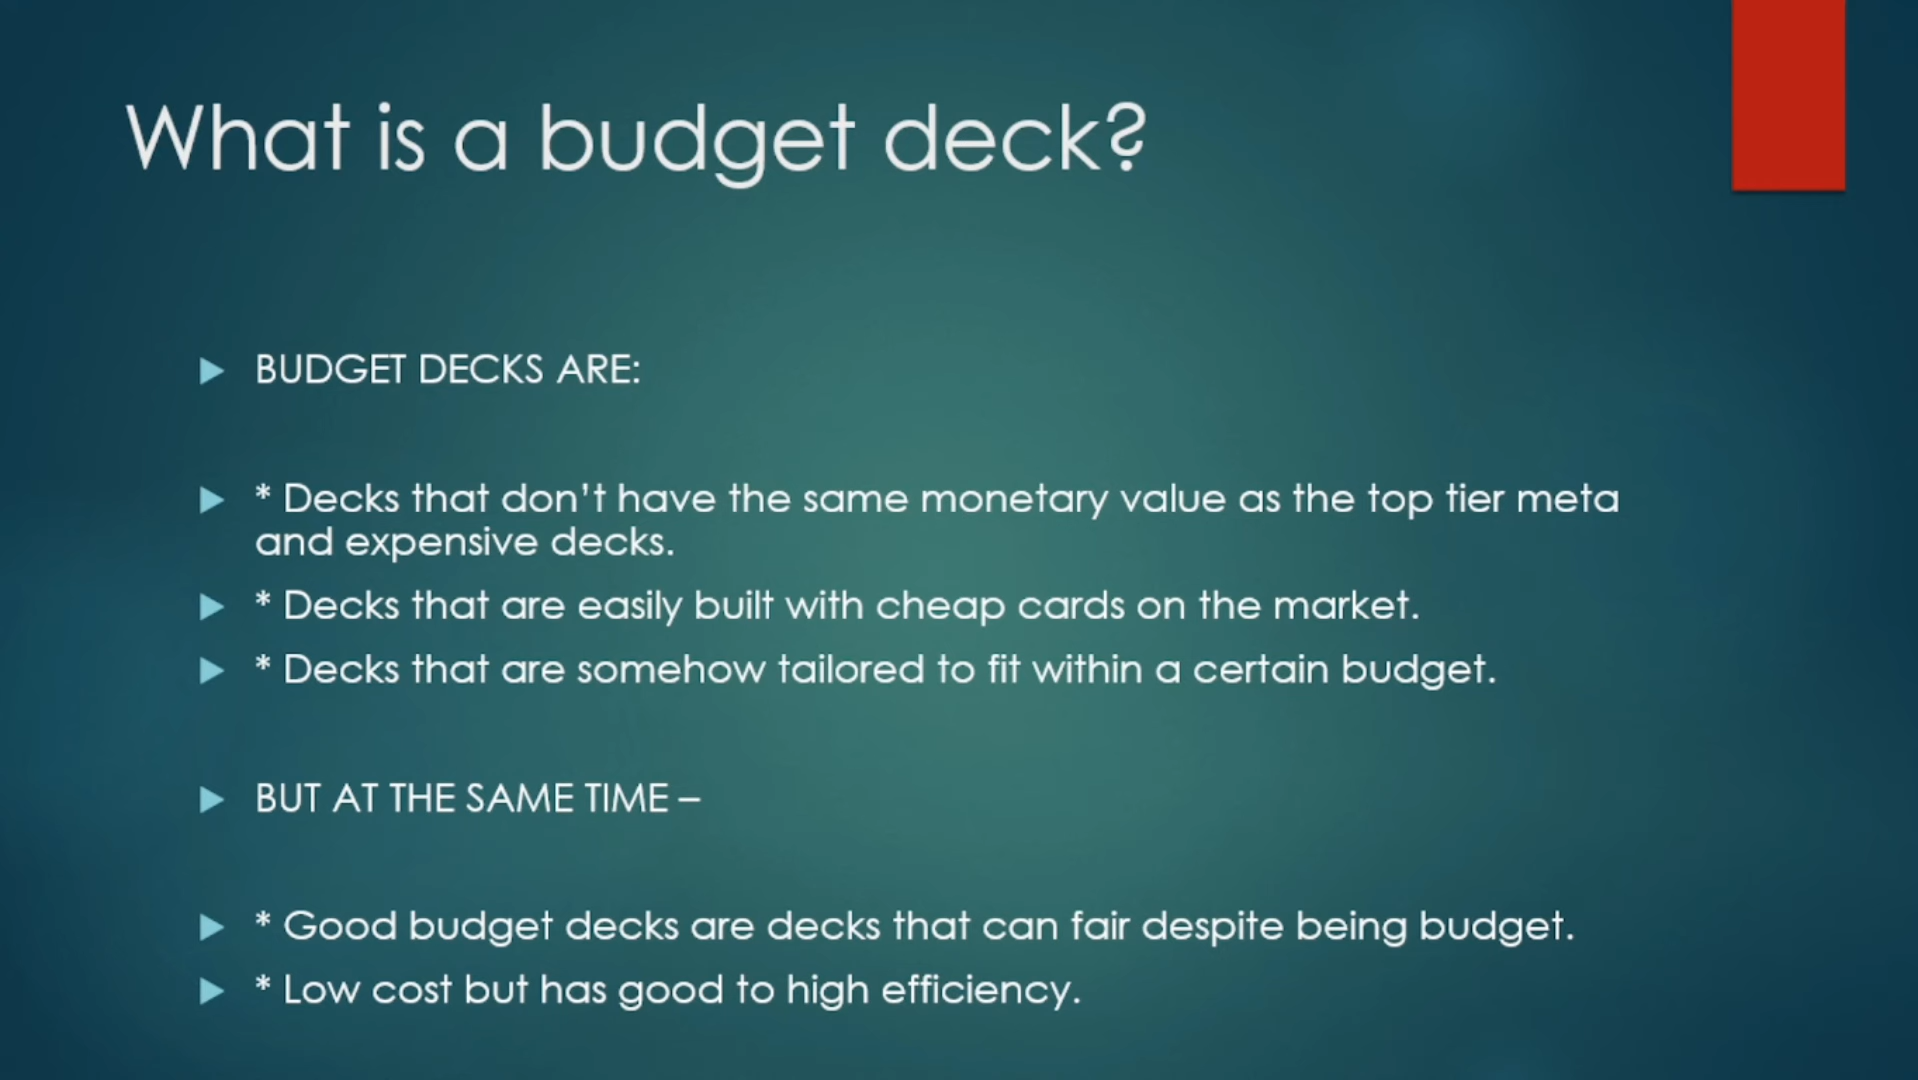 What is a budget deck?
BUDGET DECKS ARE:
* Decks that don't have the same monetary value as the top tier meta
and expensive decks.
* Decks that are easily built with cheap cards on the market.
* Decks that are somehow tailored to fit within a certain budget.
BUT AT THE SAME TIME –
* Good budget decks are decks that can fair despite being budget.
* Low cost but has good to high efficiency.